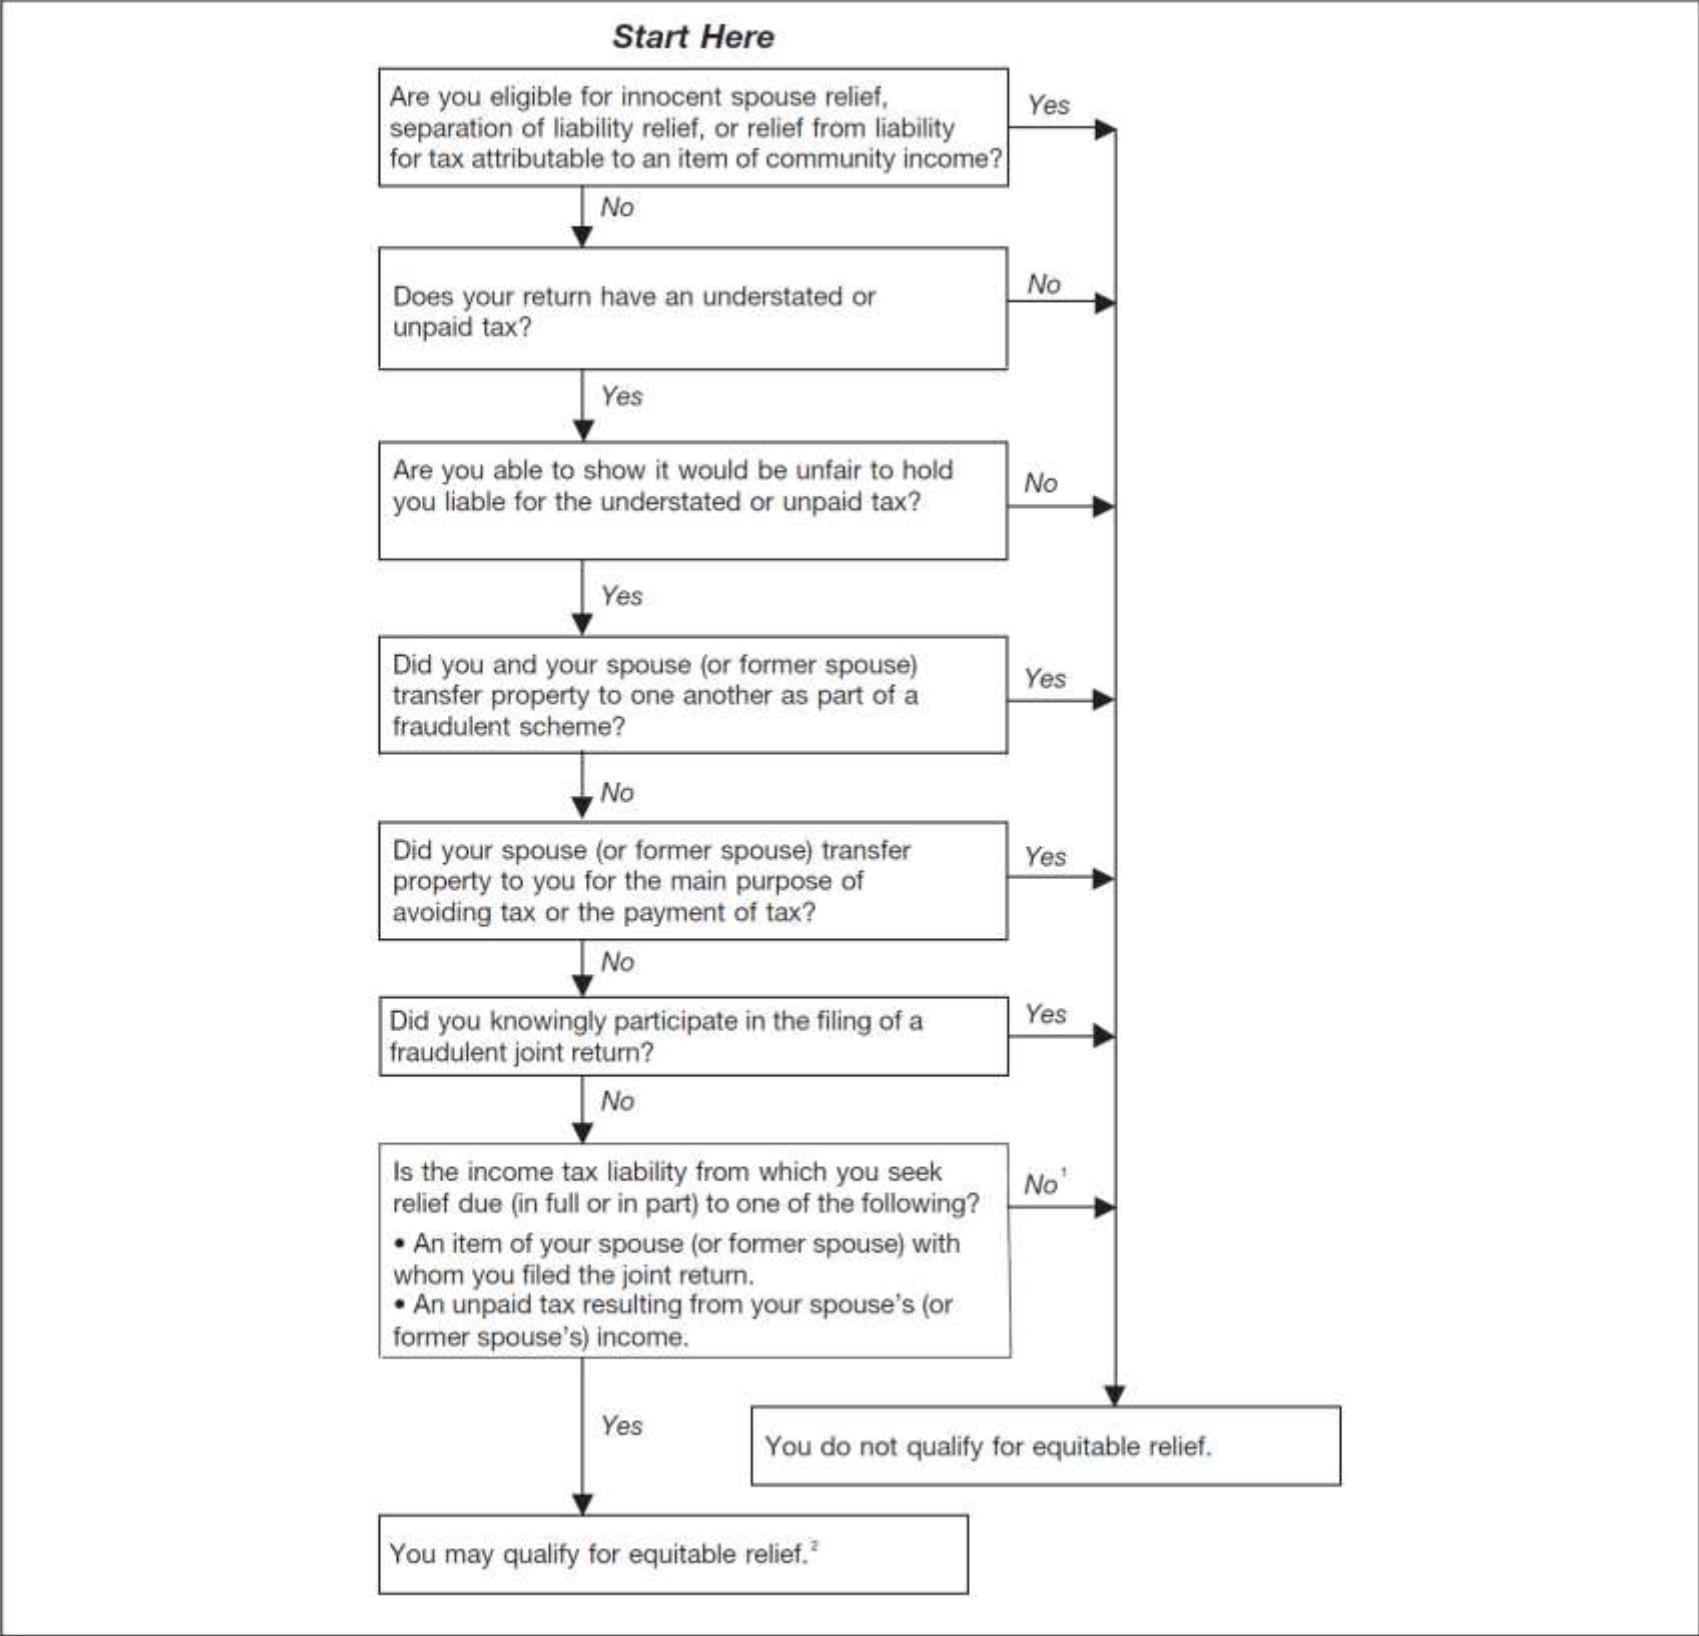 Start Here
Are you eligible for innocent spouse relief,
separation of liability relief, or relief from liability
for tax attributable to an item of community income?
Yes
No
Does your return have an understated or
unpaid tax?
No
Yes
Are you able to show it would be unfair to hold
you liable for the understated or unpaid tax?
No
Yes
Did you and your spouse (or former spouse)
transfer property to one another as part of a
fraudulent scheme?
Yes
No
Did your spouse (or former spouse) transfer
property to you for the main purpose of
avoiding tax or the payment of tax?
Yes
No
Did you knowingly participate in the filing of a
fraudulent joint return?
Yes
No
Is the income tax liability from which you seek
relief due (in full or in part) to one of the following?
• An item of your spouse (or former spouse) with
whom you filed the joint return.
• An unpaid tax resulting from your spouse's (or
former spouse's) income.
No¹
Yes
You do not qualify for equitable relief.
You may qualify for equitable relief.²